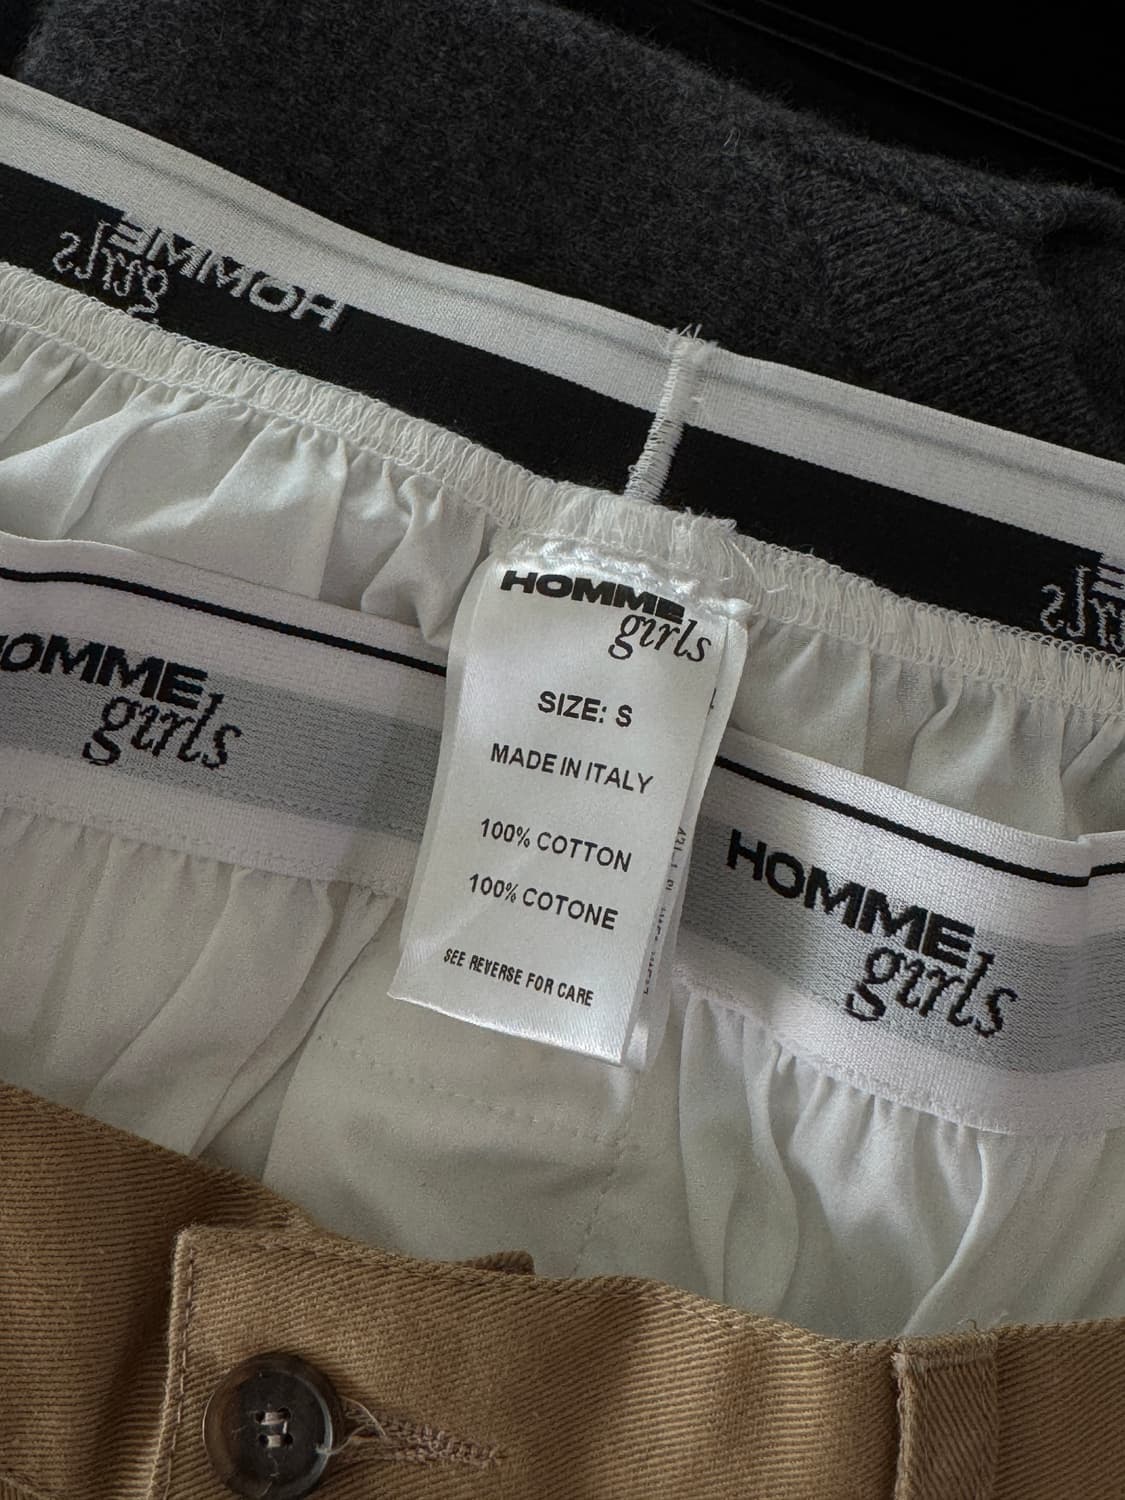 HOMME
girls
HOMME
girls
SIZE: S
MADE IN ITALY
100% COTTON
100% COTONE
SEE REVERSE FOR CARE
HOMME
girls
HOMME
girls
girls